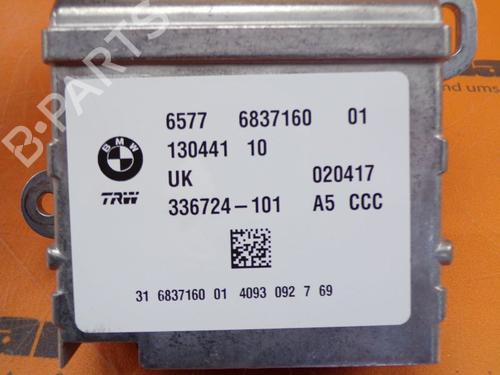 6577 6837160 01
130441 10
BMW
UK 020417
TRW 336724-101 A5 CCC
31 6837160 01 4093 092 7 69
B-PARTS
nd ums